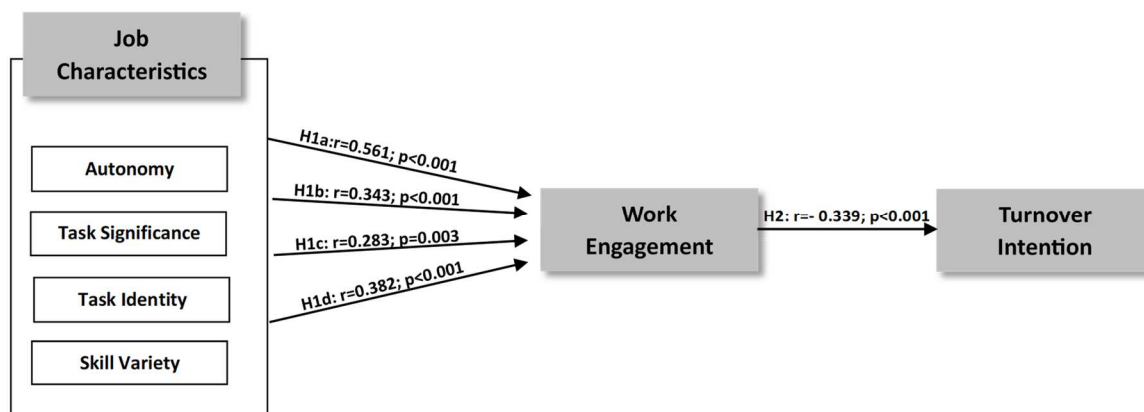 Job
Characteristics
Autonomy
Task Significance
Task Identity
Skill Variety
H1a:r=0.561; p<0.001
H1b: r=0.343; p<0.001
H1c: r=0.283; p=0.003
H1d: r=0.382; p<0.001
Work
Engagement
H2: r=- 0.339; p<0.001
Turnover
Intention